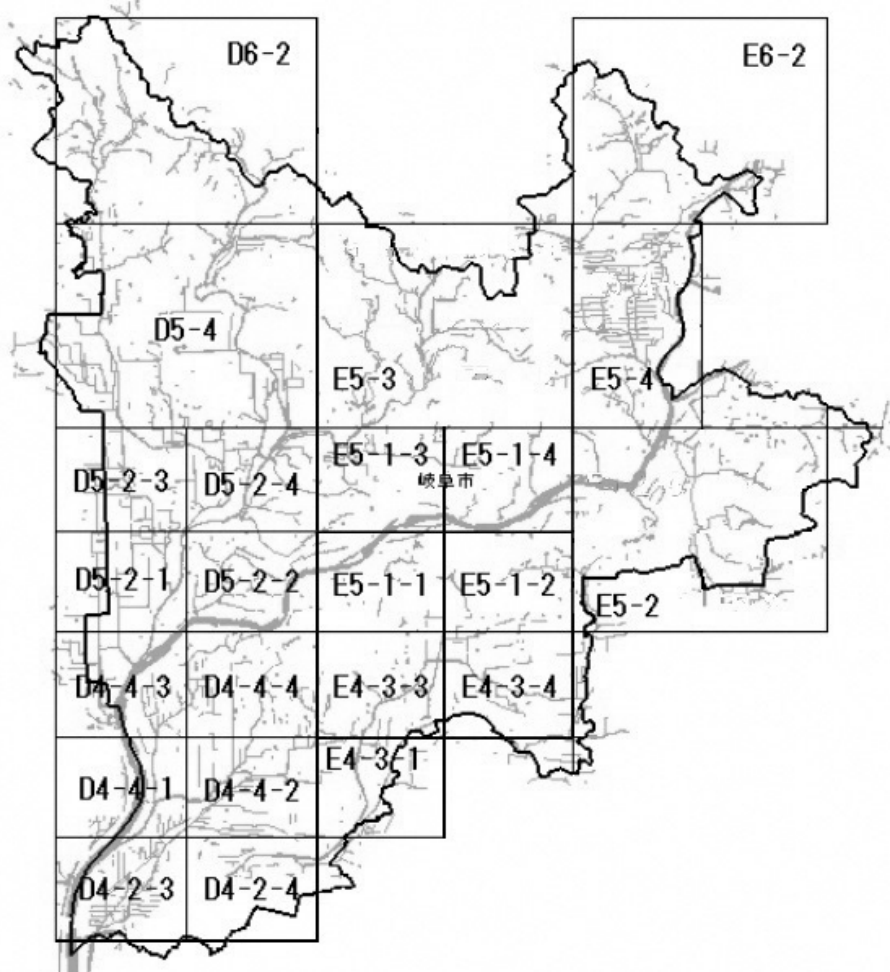 D6-2
E6-2
D5-4
E5-3
E5-4
D5-2-3
D5-2-4
E5-1-3
E5-1-4
岐阜市
D5-2-1
D5-2-2
E5-1-1
E5-1-2
E5-2
D4-4-3
D4-4-4
E4-3-3
E4-3-4
D4-4-1
D4-4-2
E4-3-1
D4-2-3
D4-2-4